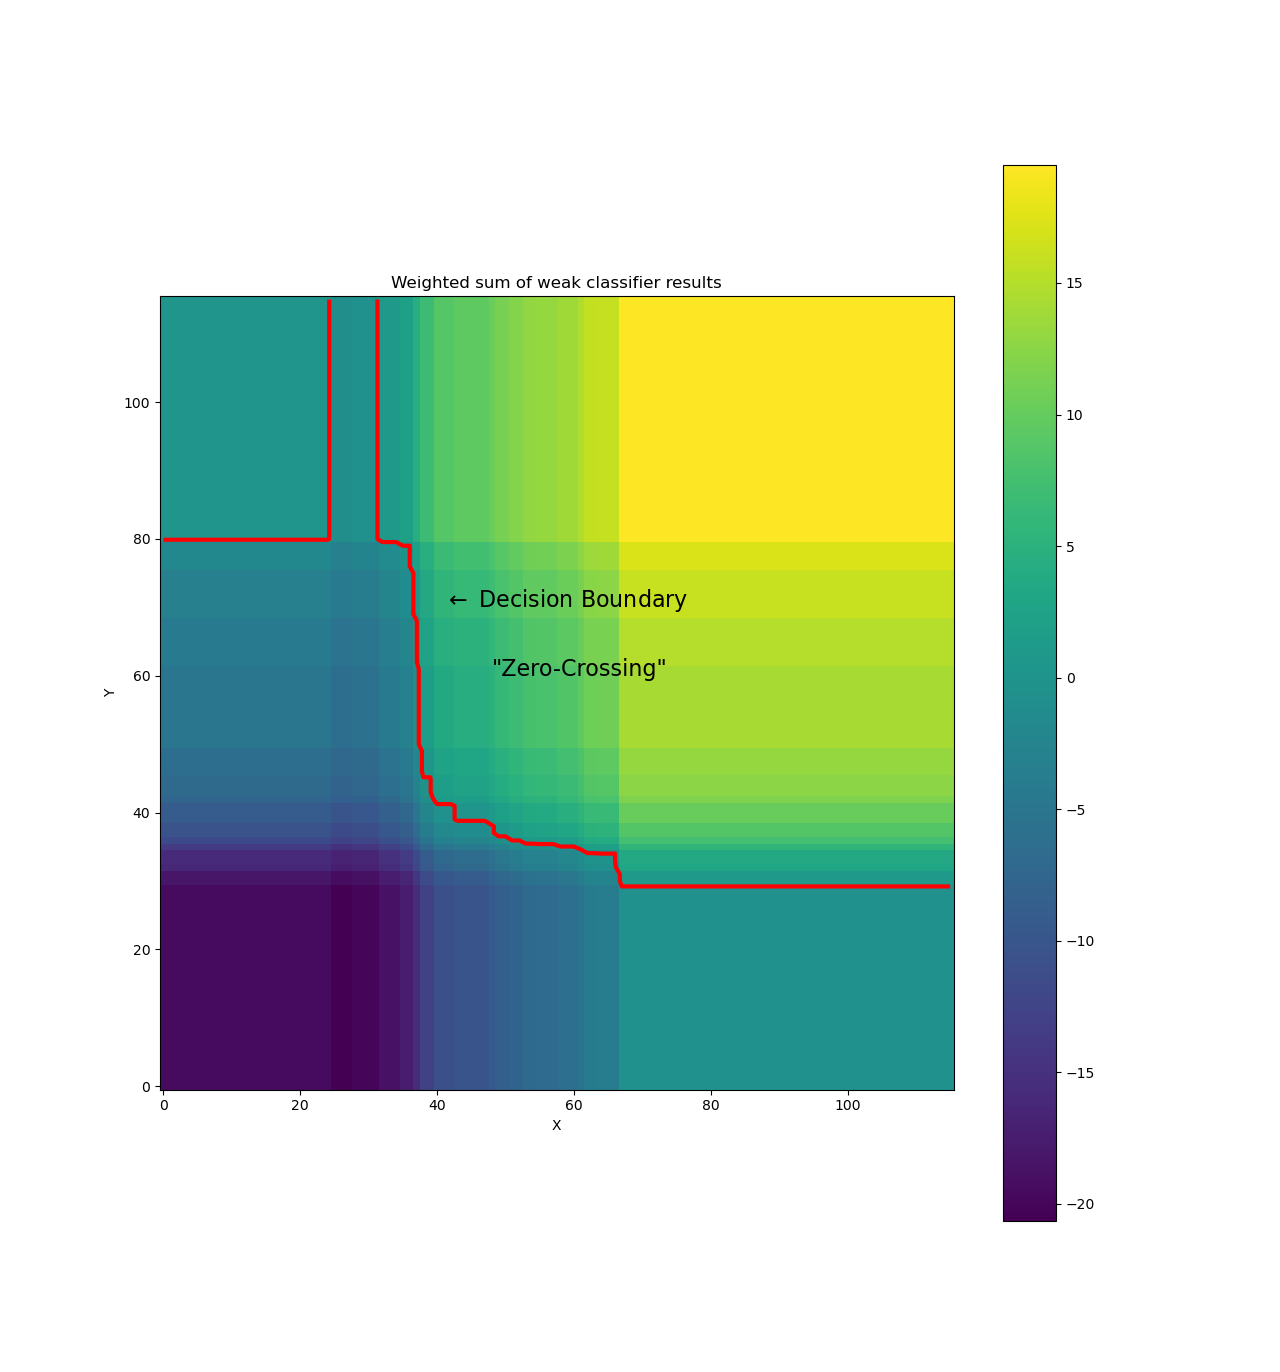 Weighted sum of weak classifier results
100
80
60
40
20
0
Y
← Decision Boundary
"Zero-Crossing"
0 20 40 60 80 100
X
15
10
5
0
−5
−10
−15
−20